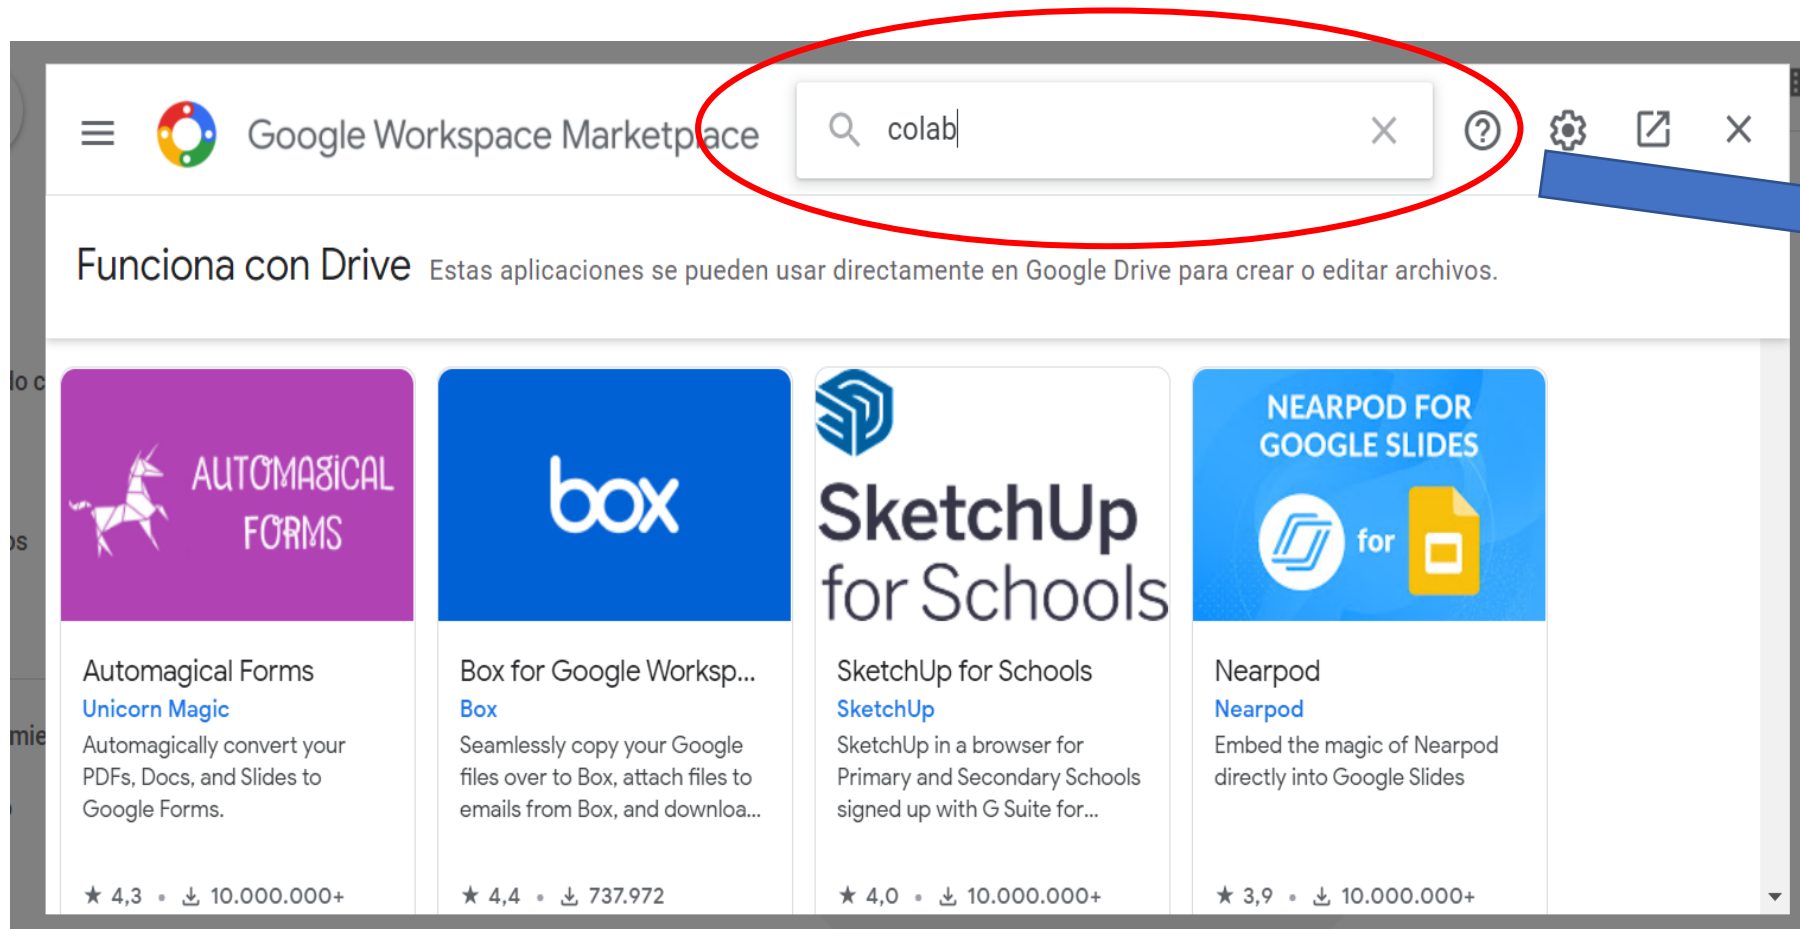 Google Workspace Marketplace
colab
Funciona con Drive Estas aplicaciones se pueden usar directamente en Google Drive para crear o editar archivos.
AUTOMAGICAL
FORMS
Automagical Forms
Unicorn Magic
Automagically convert your
PDFs, Docs, and Slides to
Google Forms.
★ 4,3 • 10.000.000+
box
Box for Google Worksp...
Box
Seamlessly copy your Google
files over to Box, attach files to
emails from Box, and downloa...
★ 4,4 • 737.972
SketchUp
for Schools
SketchUp for Schools
SketchUp
SketchUp in a browser for
Primary and Secondary Schools
signed up with G Suite for...
★ 4,0 • 10.000.000+
NEARPOD FOR
GOOGLE SLIDES
for
Nearpod
Nearpod
Embed the magic of Nearpod
directly into Google Slides
★ 3,9 • 10.000.000+